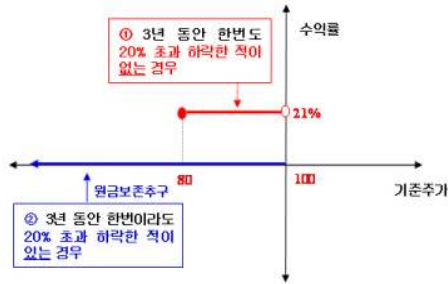 수익률
① 3년 동안 한번도
20% 초과 하락한 적이
없는 경우
21%
80
100
기준주가
원금보존추구
② 3년 동안 한번이라도
20% 초과 하락한 적이
있는 경우